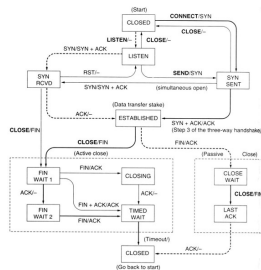 (Start)
CLOSED
CONNECT/SYN
CLOSE/–
LISTEN/–
CLOSE/–
SYN/SYN + ACK
LISTEN
RST/–
SEND/SYN
SYN RCVD
SYN/SYN + ACK
(simultaneous open)
SYN SENT
(Data transfer stake)
ACK/–
ESTABLISHED
SYN + ACK/ACK
(Step 3 of the three-way handshake
CLOSE/FIN
CLOSE/FIN
FIN/ACK
(Active close)
(Passive Close)
FIN WAIT 1
FIN/ACK
CLOSING
CLOSE WAIT
ACK/–
FIN + ACK/ACK
ACK/–
CLOSE/FIN
FIN WAIT 2
FIN/ACK
TIMED WAIT
LAST ACK
(Timeout/)
ACK/–
CLOSED
(Go back to start)